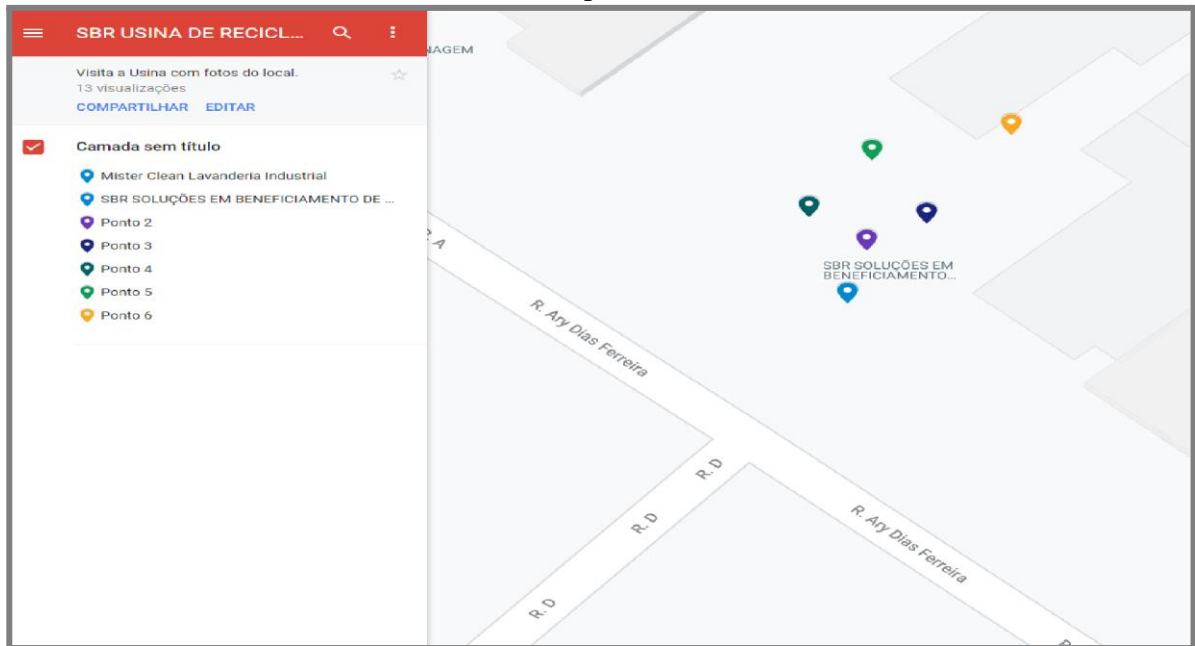 SBR USINA DE RECICL...
Visita a Usina com fotos do local.
13 visualizações
COMPARTILHAR EDITAR
Camada sem título
Mister Clean Lavanderia Industrial
SBR SOLUÇÕES EM BENEFICIAMENTO DE ...
Ponto 2
Ponto 3
Ponto 4
Ponto 5
Ponto 6
NAGEM
SBR SOLUÇÕES EM
BENEFICIAMENTO...
R. A
R. Ary Dias Ferreira
R. D
R. D
R. Ary Dias Ferreira
R. D